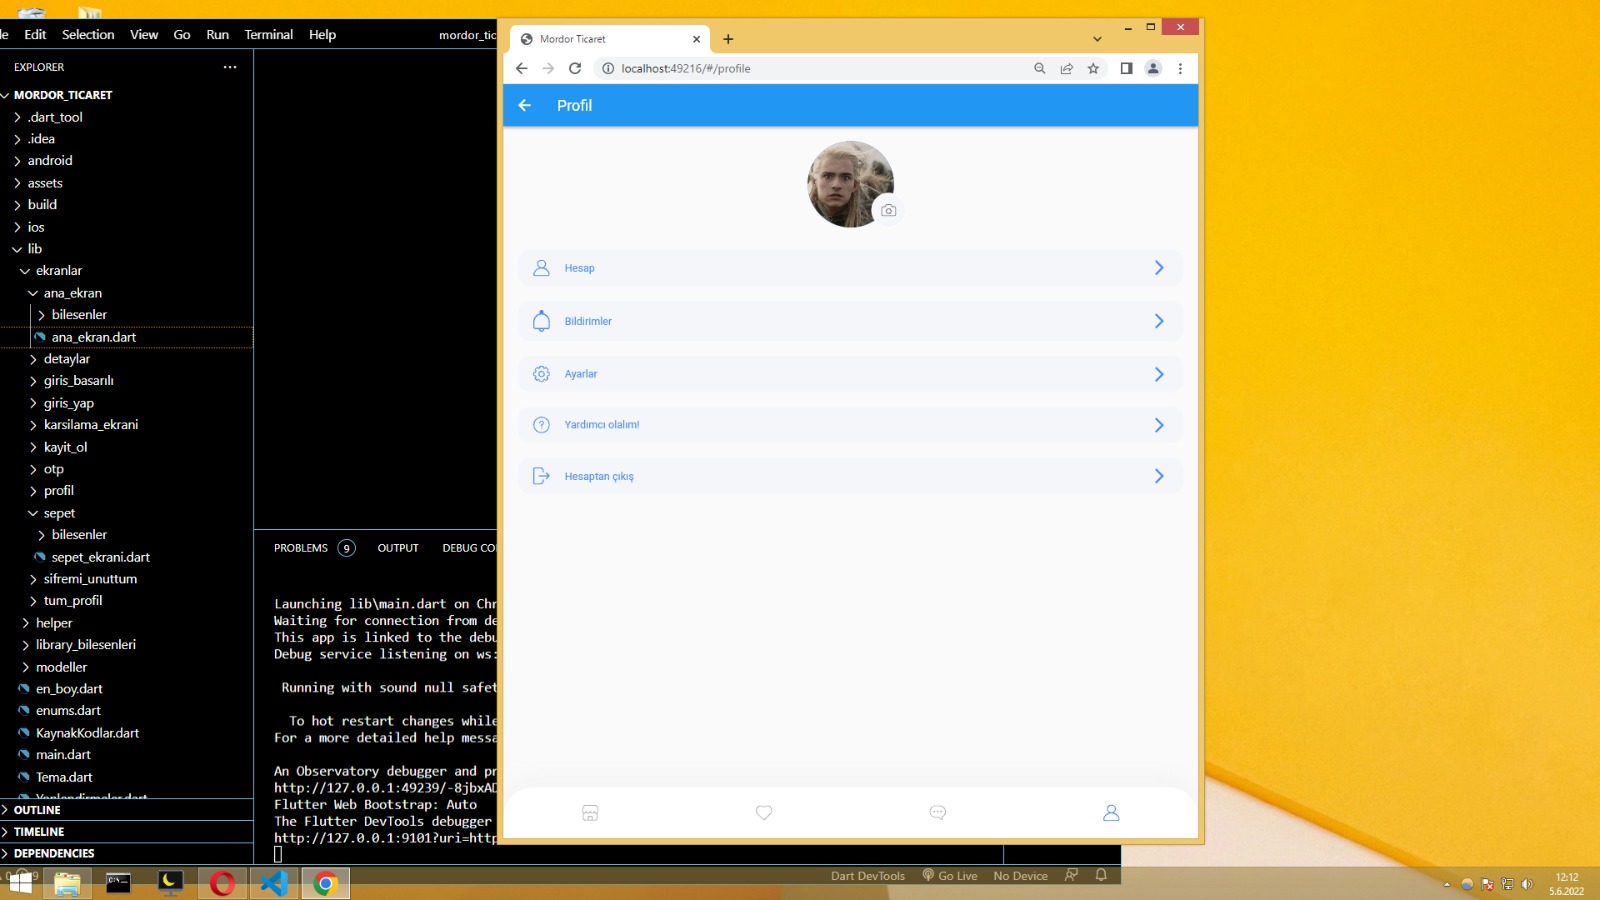 Edit Selection View Go Run Terminal Help
EXPLORER
MORDOR_TICARET
.dart_tool
.idea
android
assets
build
ios
lib
ekranlar
ana_ekran
bilesenler
ana_ekran.dart
detaylar
giris_basarılı
giris_yap
karsilama_ekrani
kayit_ol
otp
profil
sepet
bilesenler
sepet_ekrani.dart
sifremi_unuttum
tum_profil
helper
library_bilesenleri
modeller
en_boy.dart
enums.dart
KaynakKodlar.dart
main.dart
Tema.dart
OUTLINE
TIMELINE
DEPENDENCIES
mordor_tic
PROBLEMS 9 OUTPUT DEBUG CO
Launching lib\main.dart on Chr
Waiting for connection from de
This app is linked to the debu
Debug service listening on ws:
Running with sound null safet
To hot restart changes while
For a more detailed help messa
An Observatory debugger and pr
http://127.0.0.1:49239/-8jbxAD
Flutter Web Bootstrap: Auto
The Flutter DevTools debugger
http://127.0.0.1:9101?uri=http
Mordor Ticaret
localhost:49216/#/profile
Profil
Hesap
Bildirimler
Ayarlar
Yardımcı olalım!
Hesaptan çıkış
Dart DevTools Go Live No Device
12:12
5.6.2022